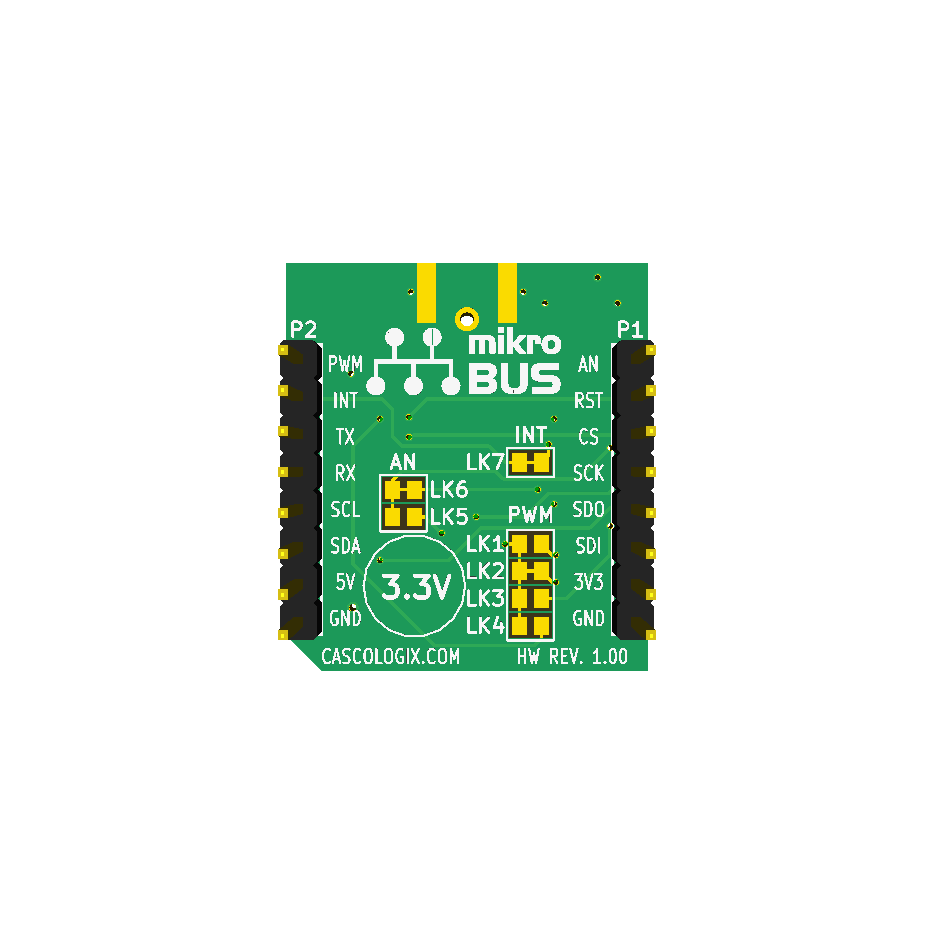 P2
P1
mikro
BUS
PWM
AN
INT
RST
TX
CS
INT
LK7
RX
SCK
AN
LK6
LK5
SCL
SDO
PWM
SDA
SDI
LK1
LK2
LK3
LK4
5V
3V3
3.3V
GND
GND
CASCOLOGIX.COM
HW REV. 1.00